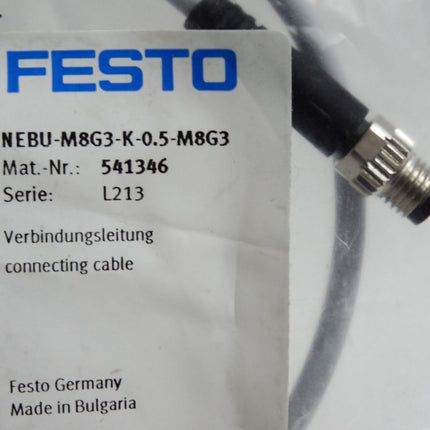 FESTO
NEBU-M8G3-K-0.5-M8G3
Mat.-Nr.: 541346
Serie: L213
Verbindungsleitung
connecting cable
Festo Germany
Made in Bulgaria